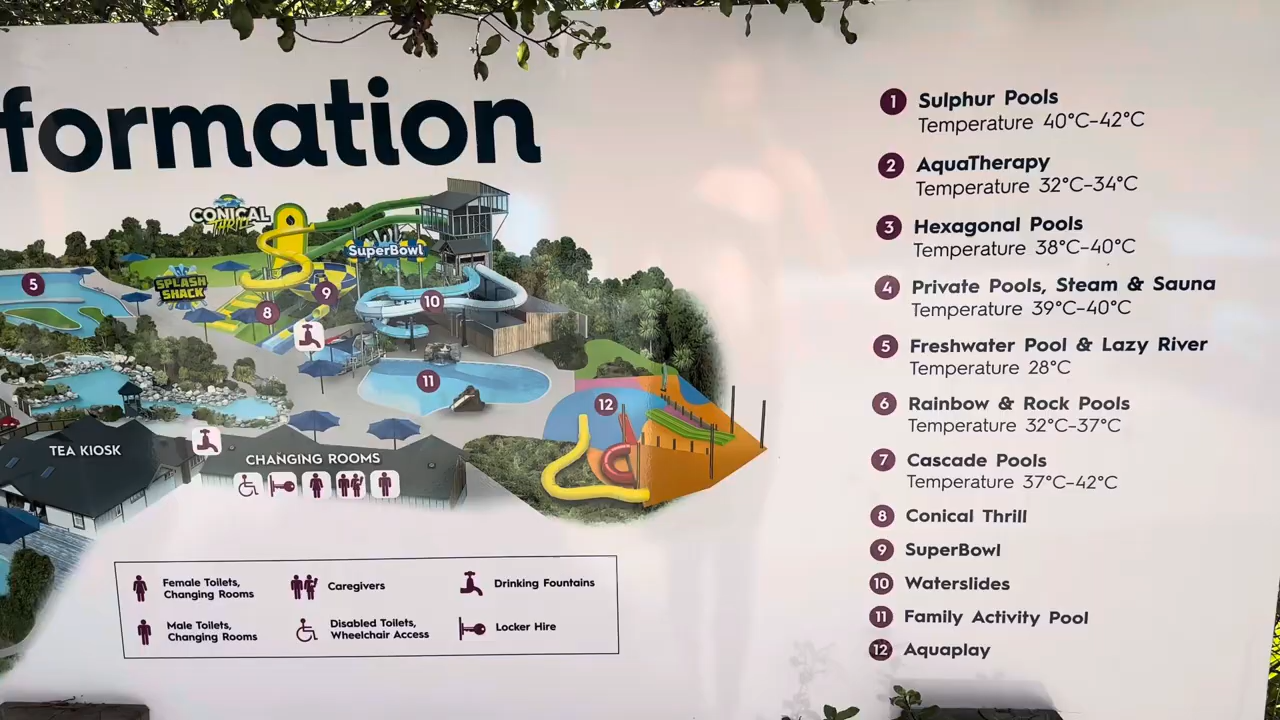 formation
CONICAL
THRILL
SuperBowl
SPLASH
SHACK
5
9
10
8
11
12
TEA KIOSK
CHANGING ROOMS
Female Toilets,
Changing Rooms
Caregivers
Drinking Fountains
Male Toilets,
Changing Rooms
Disabled Toilets,
Wheelchair Access
Locker Hire
1 Sulphur Pools
Temperature 40°C–42°C
2 AquaTherapy
Temperature 32°C–34°C
3 Hexagonal Pools
Temperature 38°C–40°C
4 Private Pools, Steam & Sauna
Temperature 39°C–40°C
5 Freshwater Pool & Lazy River
Temperature 28°C
6 Rainbow & Rock Pools
Temperature 32°C–37°C
7 Cascade Pools
Temperature 37°C–42°C
8 Conical Thrill
9 SuperBowl
10 Waterslides
11 Family Activity Pool
12 Aquaplay